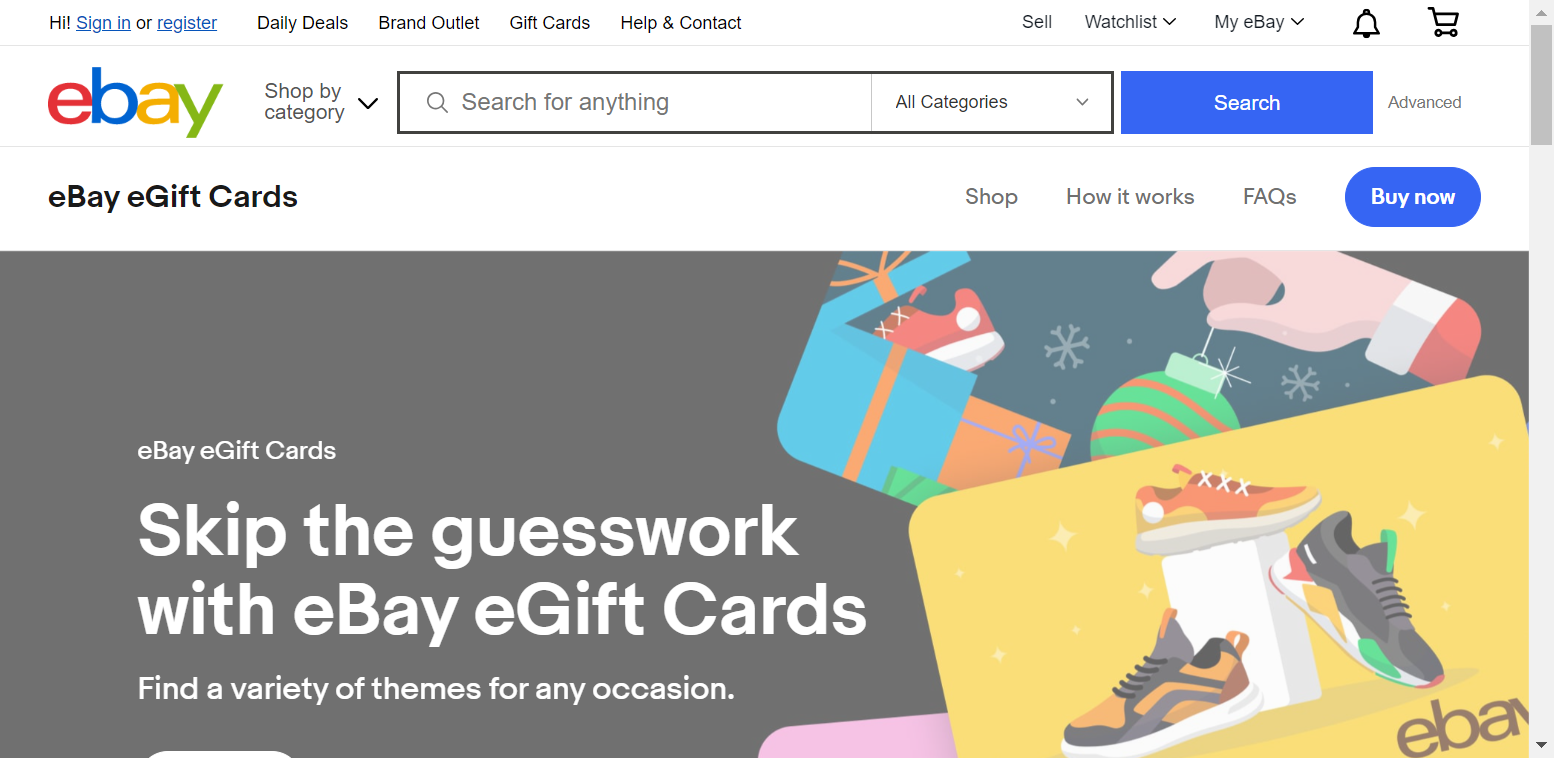 Hi! Sign in or register Daily Deals Brand Outlet Gift Cards Help & Contact Sell Watchlist My eBay
ebay
Shop by
category
Search for anything
All Categories
Search
Advanced
eBay eGift Cards
Shop How it works FAQs Buy now
eBay eGift Cards
Skip the guesswork
with eBay eGift Cards
Find a variety of themes for any occasion.
ebay